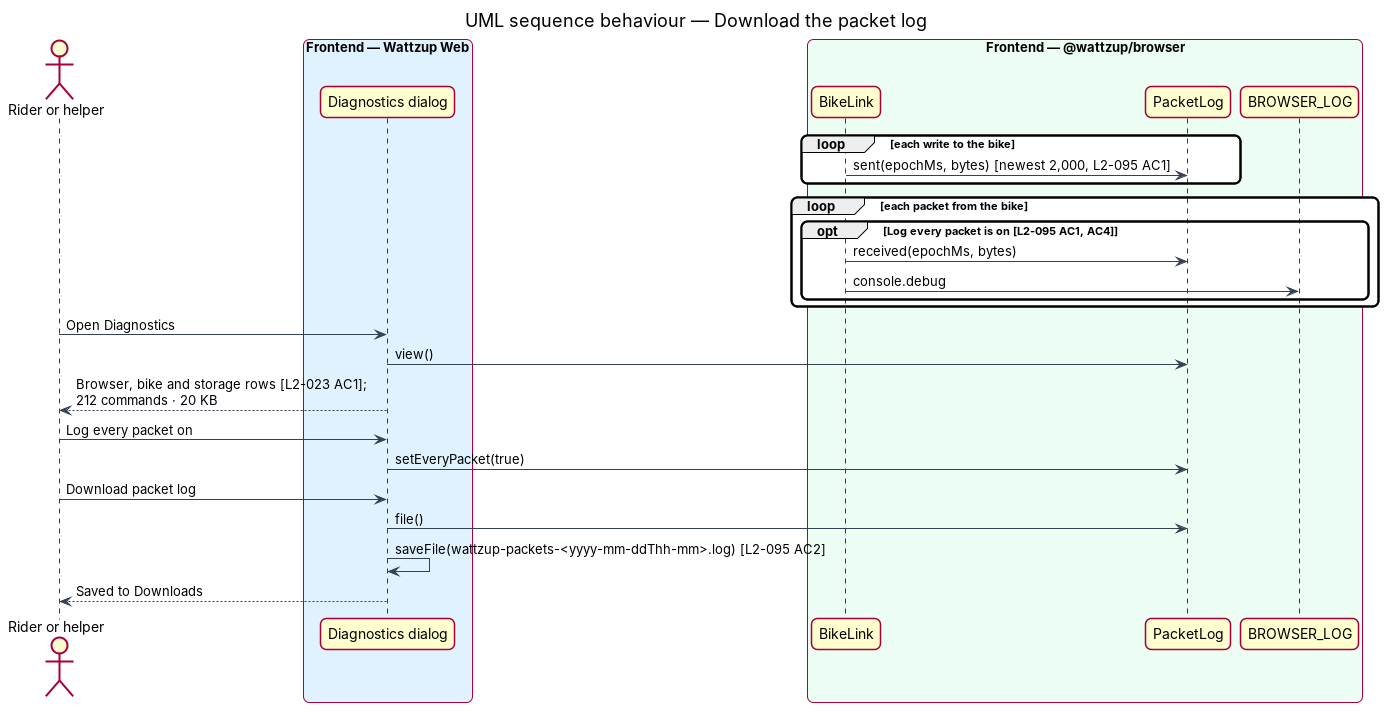 UML sequence behaviour — Download the packet log
Frontend — Wattzup Web
Frontend — @wattzup/browser
Rider or helper
Diagnostics dialog
BikeLink
PacketLog
BROWSER_LOG
loop
[each write to the bike]
sent(epochMs, bytes) [newest 2,000, L2-095 AC1]
loop
[each packet from the bike]
opt
[Log every packet is on [L2-095 AC1, AC4]]
received(epochMs, bytes)
console.debug
Open Diagnostics
view()
Browser, bike and storage rows [L2-023 AC1];
212 commands · 20 KB
Log every packet on
setEveryPacket(true)
Download packet log
file()
saveFile(wattzup-packets-<yyyy-mm-ddThh-mm>.log) [L2-095 AC2]
Saved to Downloads
Rider or helper
Diagnostics dialog
BikeLink
PacketLog
BROWSER_LOG